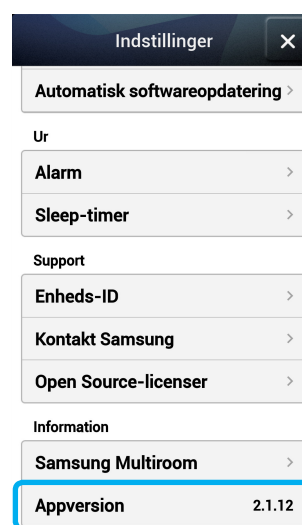 Indstillinger
Automatisk softwareopdatering
Ur
Alarm
Sleep-timer
Support
Enheds-ID
Kontakt Samsung
Open Source-licenser
Information
Samsung Multiroom
Appversion 2.1.12